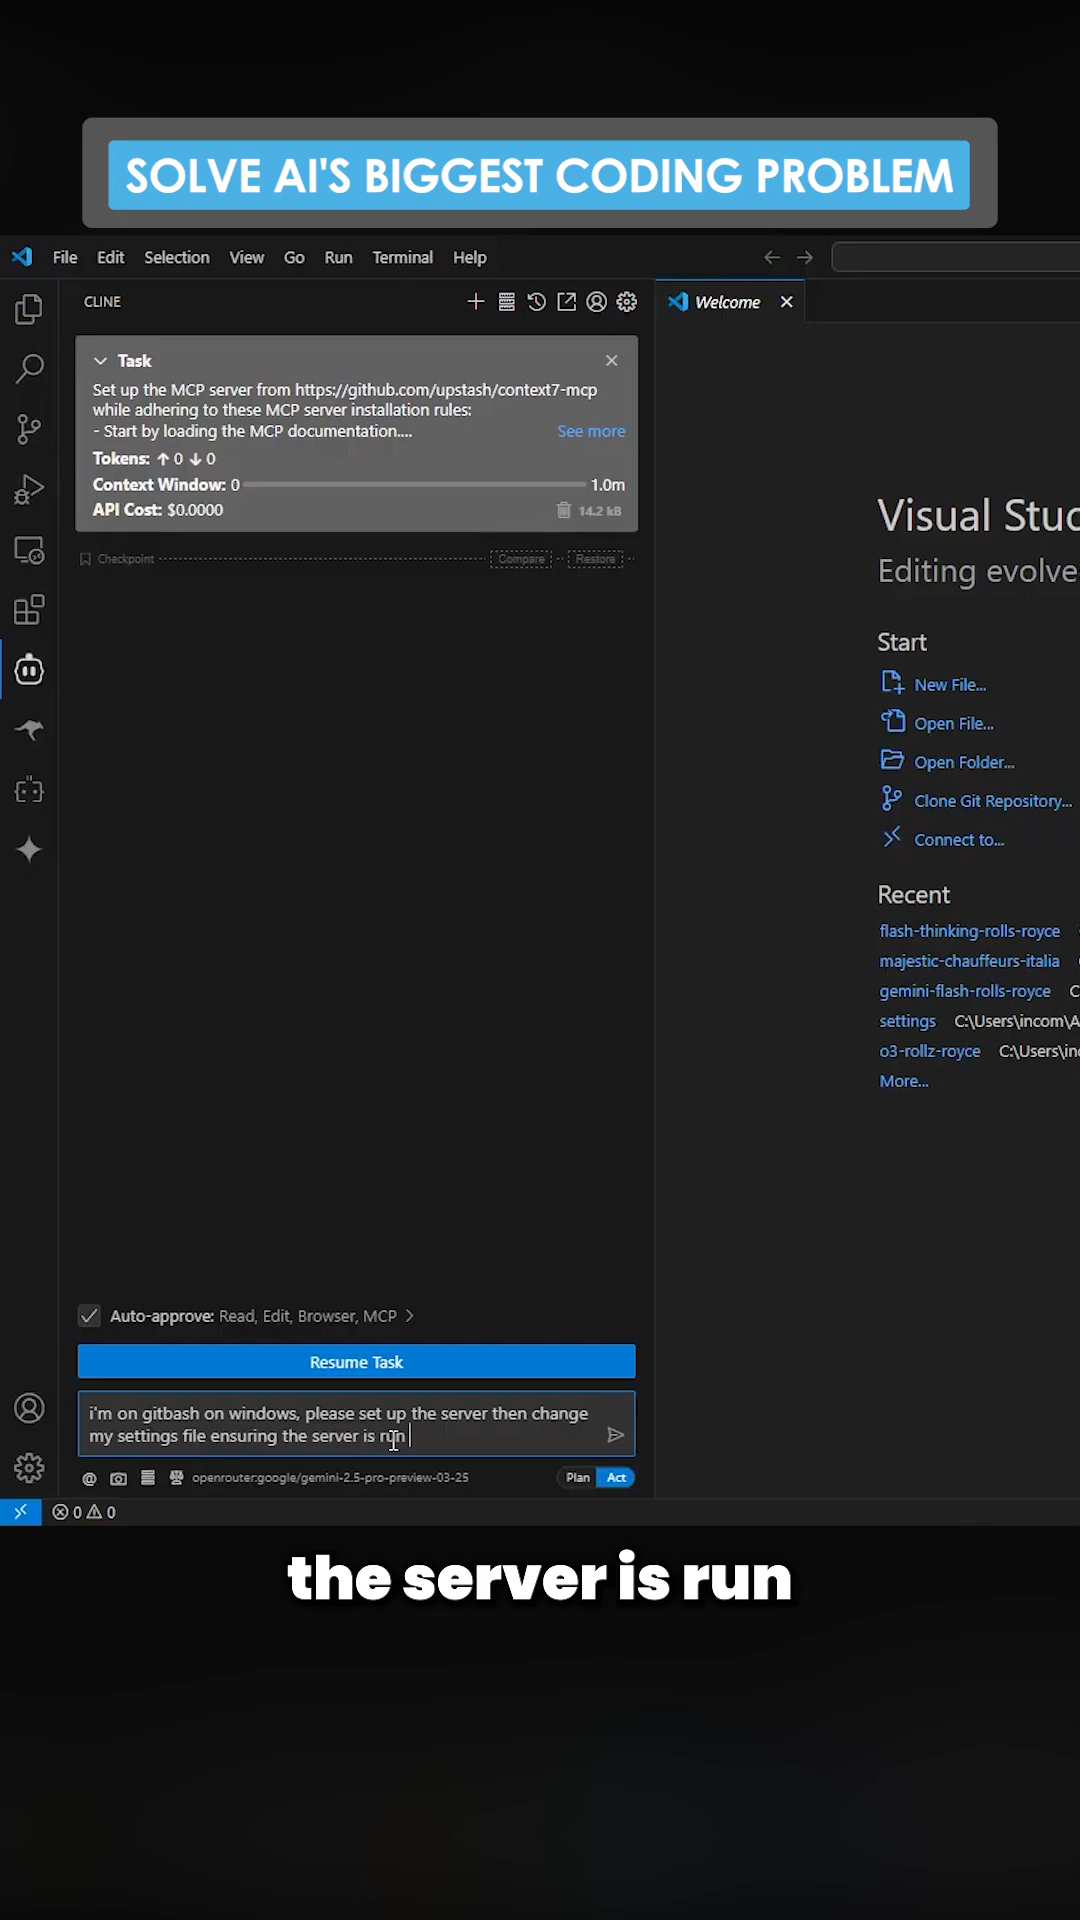 SOLVE AI'S BIGGEST CODING PROBLEM
File Edit Selection View Go Run Terminal Help
CLINE
Welcome
Task
Set up the MCP server from https://github.com/upstash/context7-mcp
while adhering to these MCP server installation rules:
- Start by loading the MCP documentation....
See more
Tokens: ↑ 0 ↓ 0
Context Window: 0 1.0m
API Cost: $0.0000
14.2 kB
Checkpoint
Compare
Restore
Visual Stud
Editing evolve
Start
New File...
Open File...
Open Folder...
Clone Git Repository...
Connect to...
Recent
flash-thinking-rolls-royce
majestic-chauffeurs-italia
gemini-flash-rolls-royce C
settings C:\Users\incom\A
o3-rollz-royce C:\Users\inc
More...
Auto-approve: Read, Edit, Browser, MCP >
Resume Task
i'm on gitbash on windows, please set up the server then change
my settings file ensuring the server is run
@ openrouter:google/gemini-2.5-pro-preview-03-25
Plan Act
0 0
the server is run